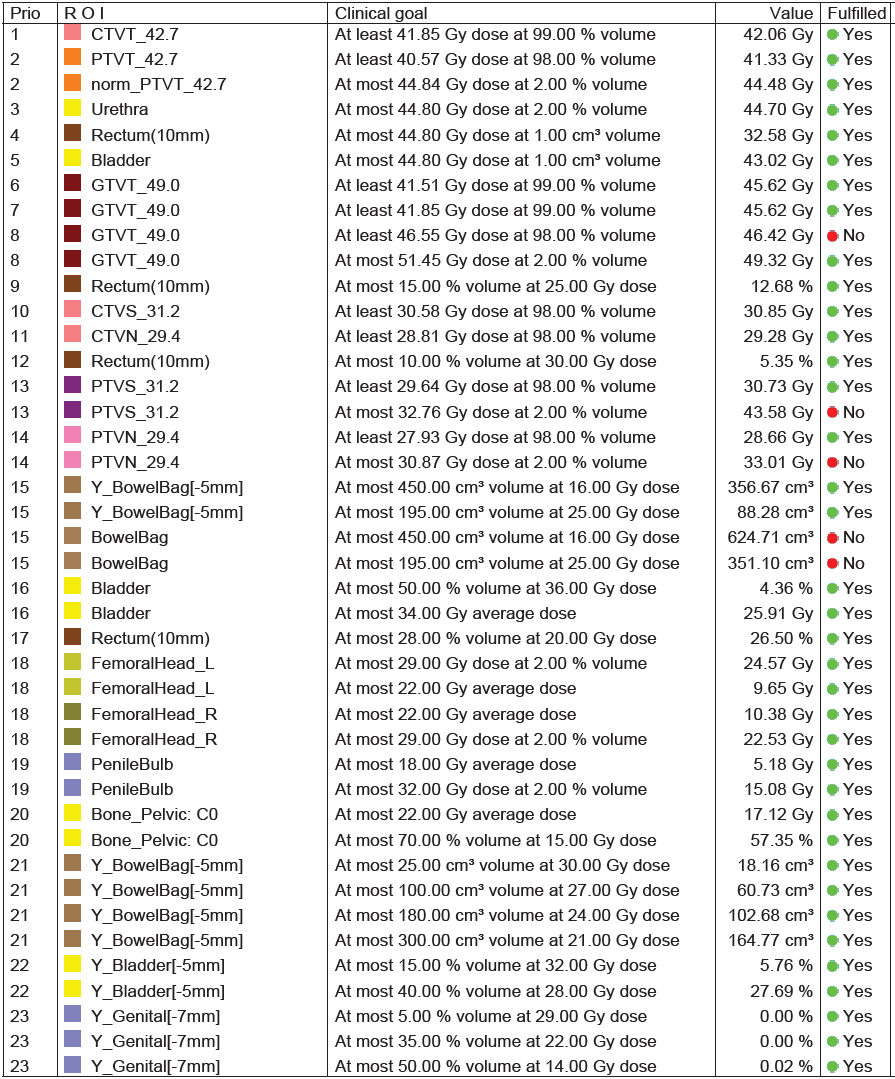 Prio R O I Clinical goal Value Fulfilled
1 CTVT_42.7 At least 41.85 Gy dose at 99.00 % volume 42.06 Gy Yes
2 PTVT_42.7 At least 40.57 Gy dose at 98.00 % volume 41.33 Gy Yes
2 norm_PTVT_42.7 At most 44.84 Gy dose at 2.00 % volume 44.48 Gy Yes
3 Urethra At most 44.80 Gy dose at 2.00 % volume 44.70 Gy Yes
4 Rectum(10mm) At most 44.80 Gy dose at 1.00 cm³ volume 32.58 Gy Yes
5 Bladder At most 44.80 Gy dose at 1.00 cm³ volume 43.02 Gy Yes
6 GTVT_49.0 At least 41.51 Gy dose at 99.00 % volume 45.62 Gy Yes
7 GTVT_49.0 At least 41.85 Gy dose at 99.00 % volume 45.62 Gy Yes
8 GTVT_49.0 At least 46.55 Gy dose at 98.00 % volume 46.42 Gy No
8 GTVT_49.0 At most 51.45 Gy dose at 2.00 % volume 49.32 Gy Yes
9 Rectum(10mm) At most 15.00 % volume at 25.00 Gy dose 12.68 % Yes
10 CTVS_31.2 At least 30.58 Gy dose at 98.00 % volume 30.85 Gy Yes
11 CTVN_29.4 At least 28.81 Gy dose at 98.00 % volume 29.28 Gy Yes
12 Rectum(10mm) At most 10.00 % volume at 30.00 Gy dose 5.35 % Yes
13 PTVS_31.2 At least 29.64 Gy dose at 98.00 % volume 30.73 Gy Yes
13 PTVS_31.2 At most 32.76 Gy dose at 2.00 % volume 43.58 Gy No
14 PTVN_29.4 At least 27.93 Gy dose at 98.00 % volume 28.66 Gy Yes
14 PTVN_29.4 At most 30.87 Gy dose at 2.00 % volume 33.01 Gy No
15 Y_BowelBag[-5mm] At most 450.00 cm³ volume at 16.00 Gy dose 356.67 cm³ Yes
15 Y_BowelBag[-5mm] At most 195.00 cm³ volume at 25.00 Gy dose 88.28 cm³ Yes
15 BowelBag At most 450.00 cm³ volume at 16.00 Gy dose 624.71 cm³ No
15 BowelBag At most 195.00 cm³ volume at 25.00 Gy dose 351.10 cm³ No
16 Bladder At most 50.00 % volume at 36.00 Gy dose 4.36 % Yes
16 Bladder At most 34.00 Gy average dose 25.91 Gy Yes
17 Rectum(10mm) At most 28.00 % volume at 20.00 Gy dose 26.50 % Yes
18 FemoralHead_L At most 29.00 Gy dose at 2.00 % volume 24.57 Gy Yes
18 FemoralHead_L At most 22.00 Gy average dose 9.65 Gy Yes
18 FemoralHead_R At most 22.00 Gy average dose 10.38 Gy Yes
18 FemoralHead_R At most 29.00 Gy dose at 2.00 % volume 22.53 Gy Yes
19 PenileBulb At most 18.00 Gy average dose 5.18 Gy Yes
19 PenileBulb At most 32.00 Gy dose at 2.00 % volume 15.08 Gy Yes
20 Bone_Pelvic: C0 At most 22.00 Gy average dose 17.12 Gy Yes
20 Bone_Pelvic: C0 At most 70.00 % volume at 15.00 Gy dose 57.35 % Yes
21 Y_BowelBag[-5mm] At most 25.00 cm³ volume at 30.00 Gy dose 18.16 cm³ Yes
21 Y_BowelBag[-5mm] At most 100.00 cm³ volume at 27.00 Gy dose 60.73 cm³ Yes
21 Y_BowelBag[-5mm] At most 180.00 cm³ volume at 24.00 Gy dose 102.68 cm³ Yes
21 Y_BowelBag[-5mm] At most 300.00 cm³ volume at 21.00 Gy dose 164.77 cm³ Yes
22 Y_Bladder[-5mm] At most 15.00 % volume at 32.00 Gy dose 5.76 % Yes
22 Y_Bladder[-5mm] At most 40.00 % volume at 28.00 Gy dose 27.69 % Yes
23 Y_Genital[-7mm] At most 5.00 % volume at 29.00 Gy dose 0.00 % Yes
23 Y_Genital[-7mm] At most 35.00 % volume at 22.00 Gy dose 0.00 % Yes
23 Y_Genital[-7mm] At most 50.00 % volume at 14.00 Gy dose 0.02 % Yes